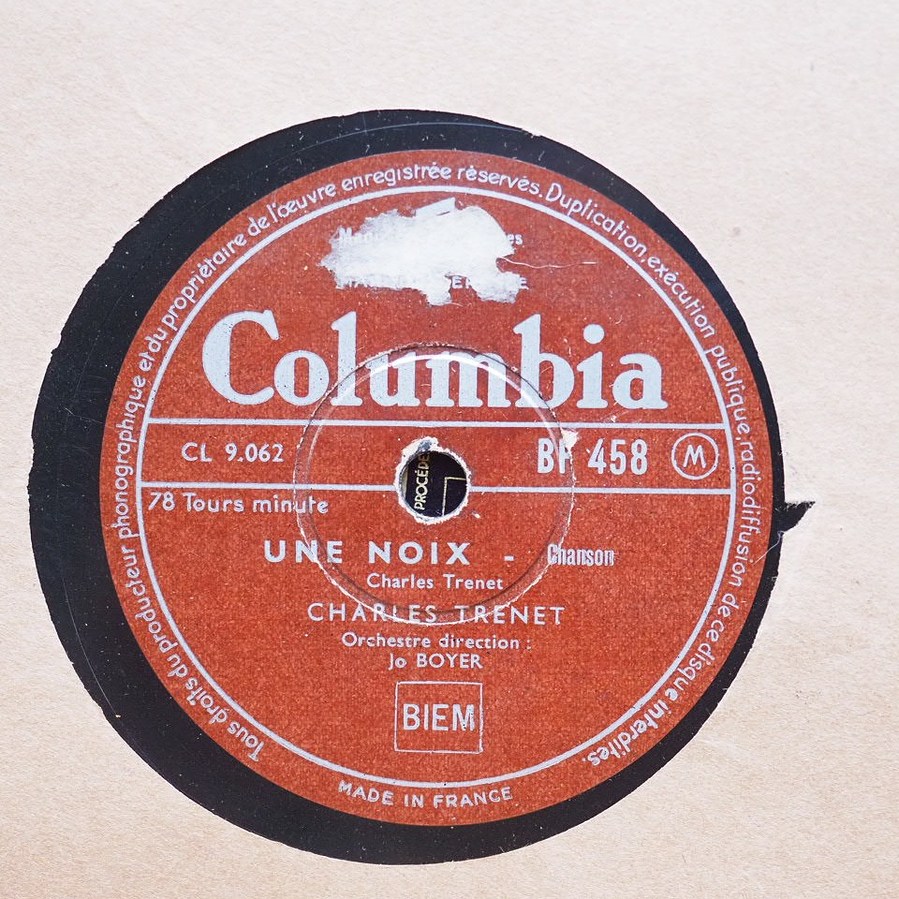 Tous droits du producteur phonographique et du propriétaire de l'œuvre enregistrée réservés. Duplication, exécution publique, radiodiffusion de ce disque interdites.
Columbia
CL 9.062
BF 458
M
78 Tours minute
PROCÉDÉ
UNE NOIX - Chanson
Charles Trenet
CHARLES TRENET
Orchestre direction :
Jo BOYER
BIEM
MADE IN FRANCE